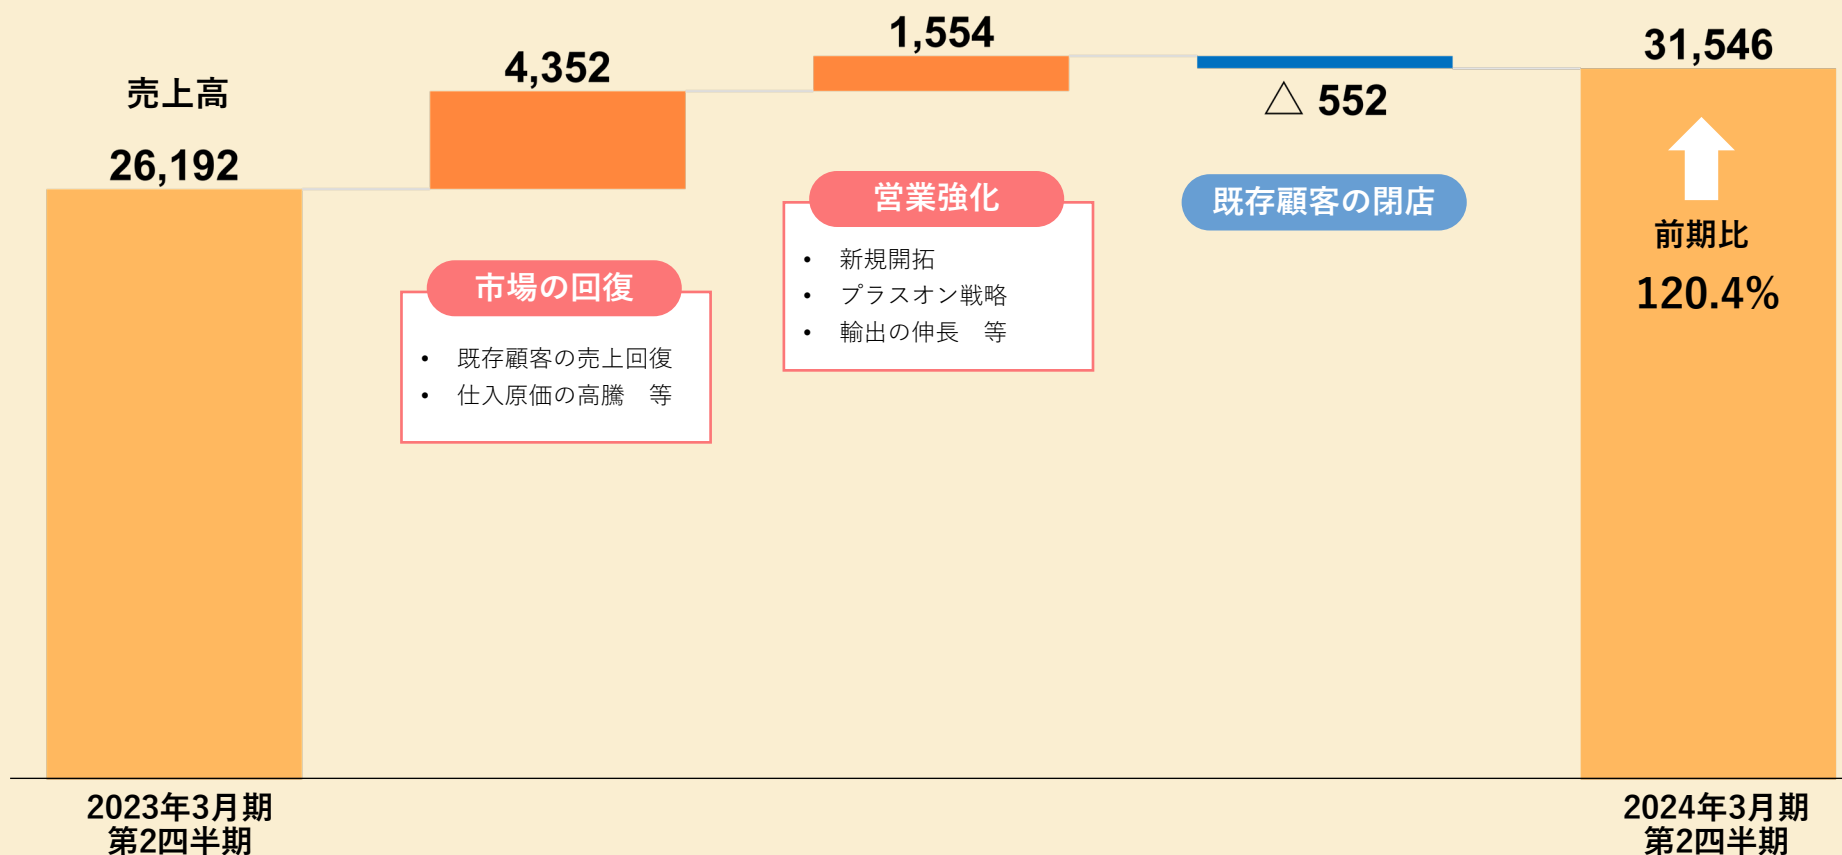 売上高
26,192
4,352
1,554
△ 552
31,546
市場の回復
• 既存顧客の売上回復
• 仕入原価の高騰　等
営業強化
• 新規開拓
• プラスオン戦略
• 輸出の伸長　等
既存顧客の閉店
前期比
120.4%
2023年3月期
第2四半期
2024年3月期
第2四半期